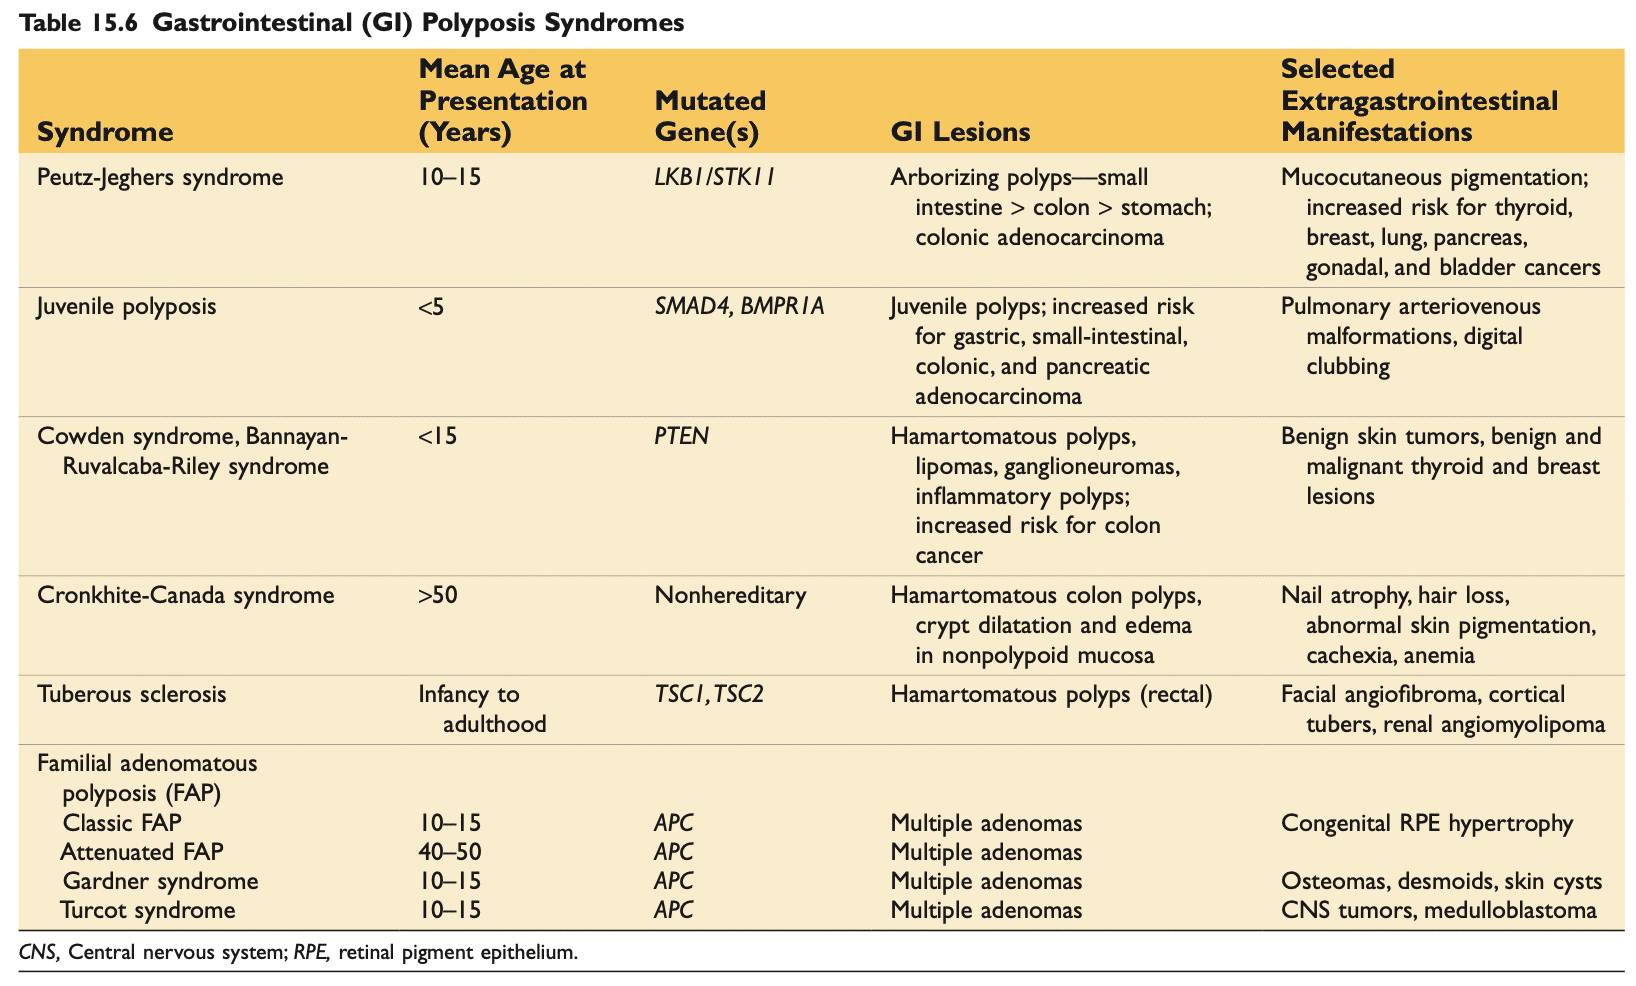 Table 15.6 Gastrointestinal (GI) Polyposis Syndromes
Syndrome
Mean Age at
Presentation
(Years)
Mutated
Gene(s)
GI Lesions
Selected
Extragastrointestinal
Manifestations
Peutz-Jeghers syndrome
10–15
LKB1/STK11
Arborizing polyps—small
intestine > colon > stomach;
colonic adenocarcinoma
Mucocutaneous pigmentation;
increased risk for thyroid,
breast, lung, pancreas,
gonadal, and bladder cancers
Juvenile polyposis
<5
SMAD4, BMPR1A
Juvenile polyps; increased risk
for gastric, small-intestinal,
colonic, and pancreatic
adenocarcinoma
Pulmonary arteriovenous
malformations, digital
clubbing
Cowden syndrome, Bannayan-
Ruvalcaba-Riley syndrome
<15
PTEN
Hamartomatous polyps,
lipomas, ganglioneuromas,
inflammatory polyps;
increased risk for colon
cancer
Benign skin tumors, benign and
malignant thyroid and breast
lesions
Cronkhite-Canada syndrome
>50
Nonhereditary
Hamartomatous colon polyps,
crypt dilatation and edema
in nonpolypoid mucosa
Nail atrophy, hair loss,
abnormal skin pigmentation,
cachexia, anemia
Tuberous sclerosis
Infancy to
adulthood
TSC1, TSC2
Hamartomatous polyps (rectal)
Facial angiofibroma, cortical
tubers, renal angiomyolipoma
Familial adenomatous
polyposis (FAP)
Classic FAP
10–15
APC
Multiple adenomas
Congenital RPE hypertrophy
Attenuated FAP
40–50
APC
Multiple adenomas
Gardner syndrome
10–15
APC
Multiple adenomas
Osteomas, desmoids, skin cysts
Turcot syndrome
10–15
APC
Multiple adenomas
CNS tumors, medulloblastoma
CNS, Central nervous system; RPE, retinal pigment epithelium.